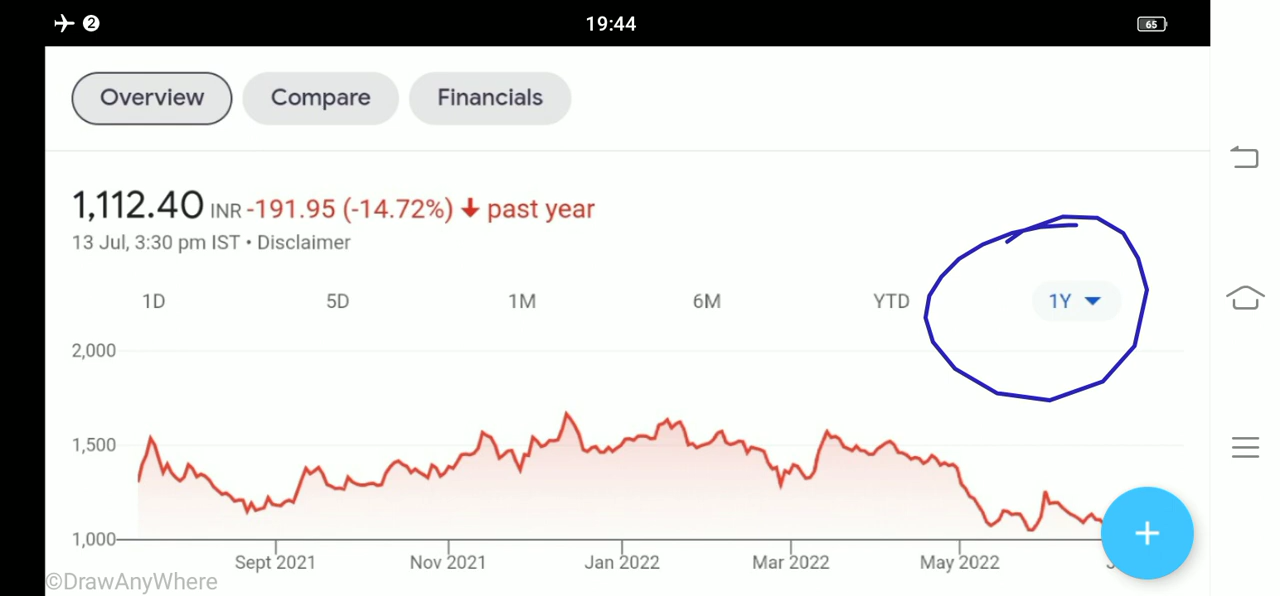 2 19:44 65
Overview Compare Financials
1,112.40 INR -191.95 (-14.72%) past year
13 Jul, 3:30 pm IST • Disclaimer
1D 5D 1M 6M YTD 1Y
2,000
1,500
1,000
Sept 2021 Nov 2021 Jan 2022 Mar 2022 May 2022
©DrawAnyWhere